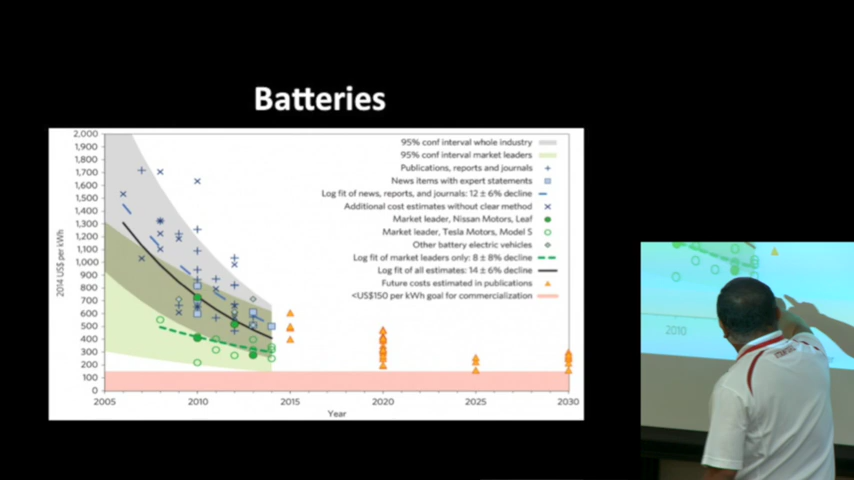 Batteries
2,000
1,900
1,800
1,700
1,600
1,500
1,400
1,300
1,200
1,100
1,000
900
800
700
600
500
400
300
200
100
0
2014 US$ per kWh
95% conf interval whole industry
95% conf interval market leaders
Publications, reports and journals
News items with expert statements
Log fit of news, reports, and journals: 12 ± 6% decline
Additional cost estimates without clear method
Market leader, Nissan Motors, Leaf
Market leader, Tesla Motors, Model S
Other battery electric vehicles
Log fit of market leaders only: 8 ± 8% decline
Log fit of all estimates: 14 ± 6% decline
Future costs estimated in publications
<US$150 per kWh goal for commercialization
2005 2010 2015 2020 2025 2030
Year
2010